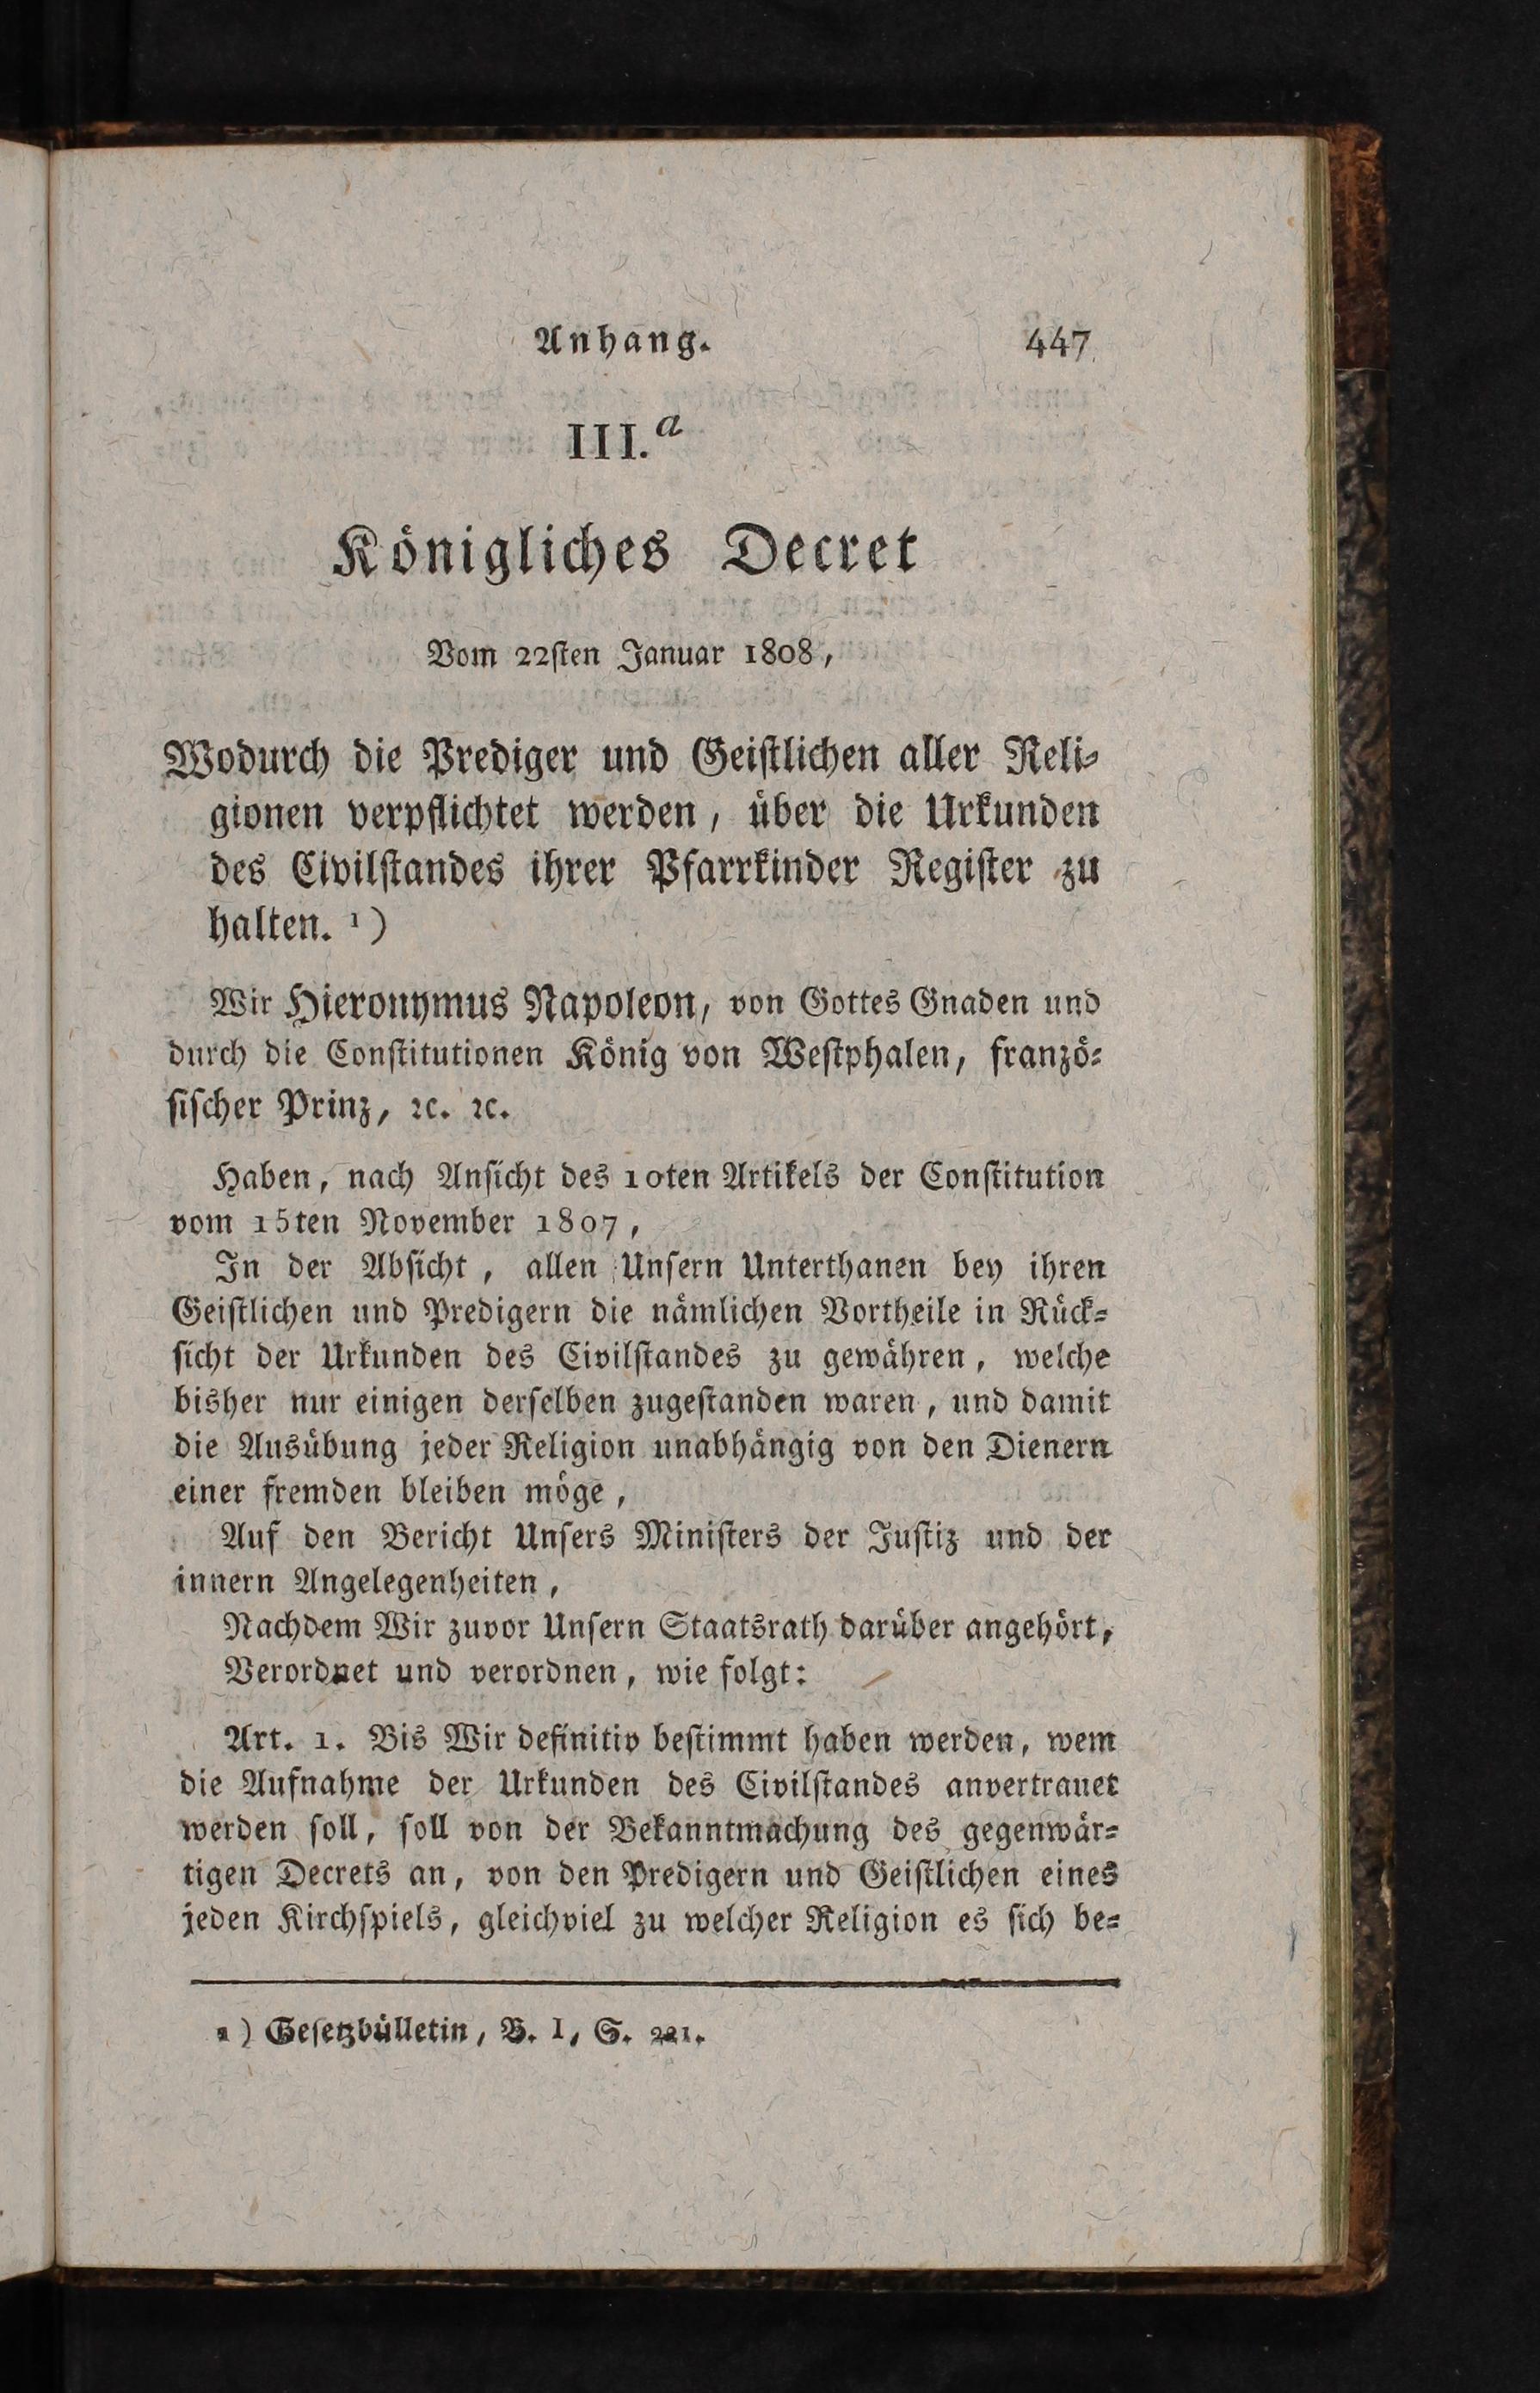 Anhang. 447
III.a
Königliches Decret
Vom 22ſten Januar 1808,
Wodurch die Prediger und Geiſtlichen aller Reli⸗
gionen verpflichtet werden, über die Urkunden
des Civilſtandes ihrer Pfarrkinder Regiſter zu
halten. ¹)
Wir Hieronymus Napoleon, von Gottes Gnaden und
durch die Conſtitutionen König von Weſtphalen, franzö⸗
ſiſcher Prinz, ꝛc. ꝛc.
Haben, nach Anſicht des 10ten Artikels der Conſtitution
vom 15ten November 1807,
In der Abſicht, allen Unſern Unterthanen bey ihren
Geiſtlichen und Predigern die nämlichen Vortheile in Rück⸗
ſicht der Urkunden des Civilſtandes zu gewähren, welche
bisher nur einigen derſelben zugeſtanden waren, und damit
die Ausübung jeder Religion unabhängig von den Dienern
einer fremden bleiben möge,
Auf den Bericht Unſers Miniſters der Juſtiz und der
innern Angelegenheiten,
Nachdem Wir zuvor Unſern Staatsrath darüber angehört,
Verordnet und verordnen, wie folgt:
Art. 1. Bis Wir definitiv beſtimmt haben werden, wem
die Aufnahme der Urkunden des Civilſtandes anvertrauet
werden ſoll, ſoll von der Bekanntmachung des gegenwär⸗
tigen Decrets an, von den Predigern und Geiſtlichen eines
jeden Kirchſpiels, gleichviel zu welcher Religion es ſich be⸗
1) Geſetzbülletin, B. I, S. 221.